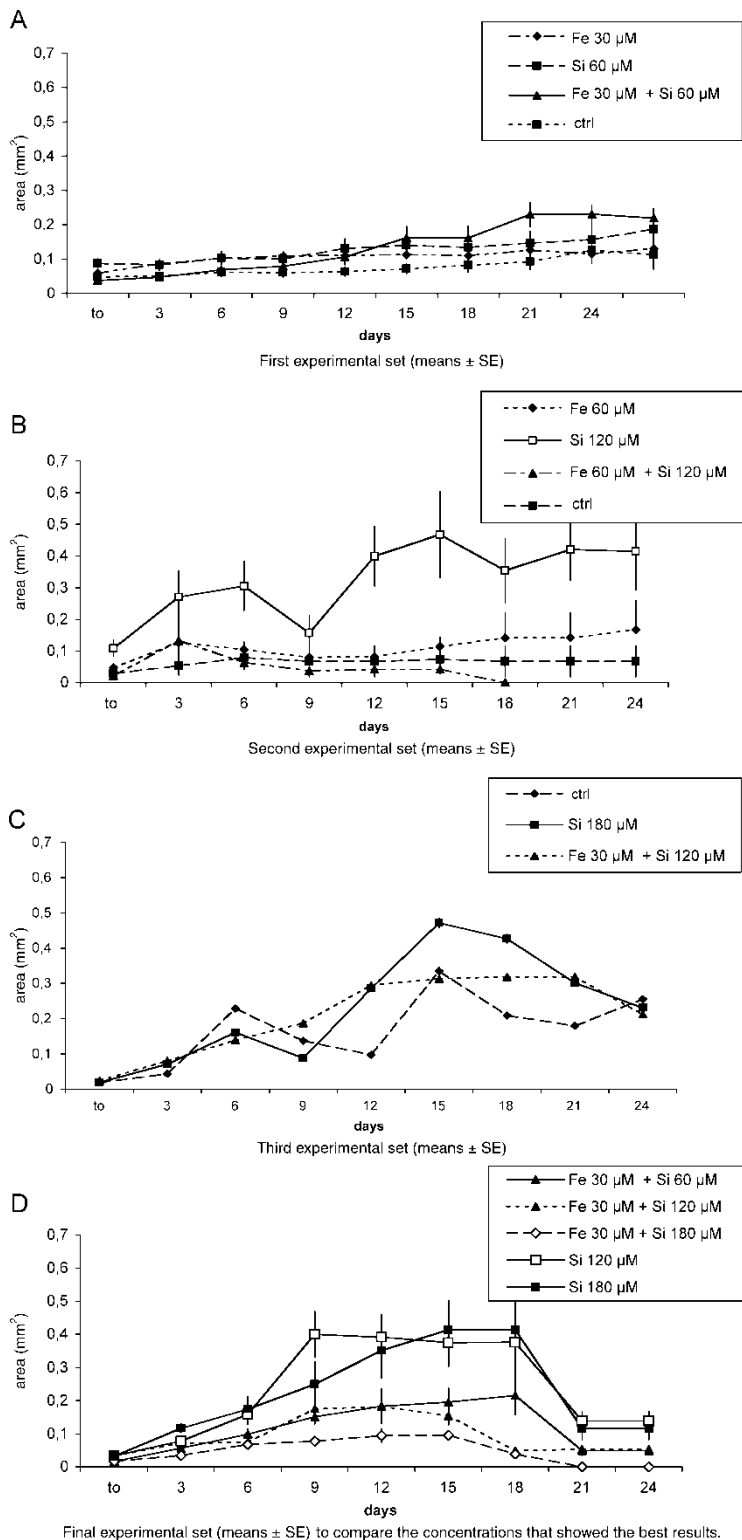 A
Fe 30 µM
Si 60 µM
Fe 30 µM + Si 60 µM
ctrl
0,7
0,6
0,5
0,4
0,3
0,2
0,1
0
area (mm²)
to 3 6 9 12 15 18 21 24
days
First experimental set (means ± SE)
B
Fe 60 µM
Si 120 µM
Fe 60 µM + Si 120 µM
ctrl
0,7
0,6
0,5
0,4
0,3
0,2
0,1
0
area (mm²)
to 3 6 9 12 15 18 21 24
days
Second experimental set (means ± SE)
C
ctrl
Si 180 µM
Fe 30 µM + Si 120 µM
0,7
0,6
0,5
0,4
0,3
0,2
0,1
0
area (mm²)
to 3 6 9 12 15 18 21 24
days
Third experimental set (means ± SE)
D
Fe 30 µM + Si 60 µM
Fe 30 µM + Si 120 µM
Fe 30 µM + Si 180 µM
Si 120 µM
Si 180 µM
0,7
0,6
0,5
0,4
0,3
0,2
0,1
0
area (mm²)
to 3 6 9 12 15 18 21 24
days
Final experimental set (means ± SE) to compare the concentrations that showed the best results.